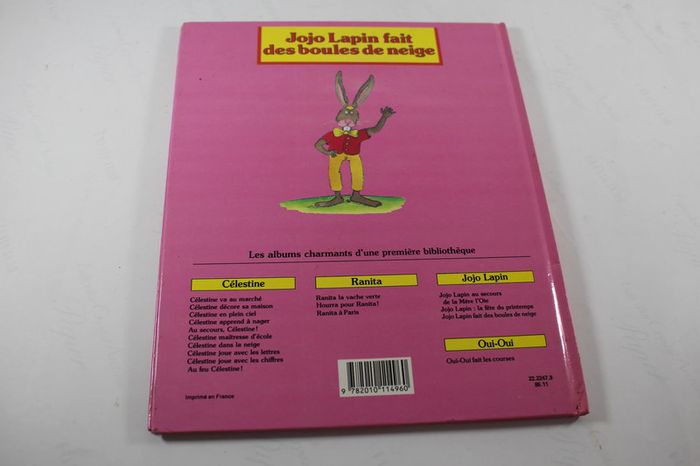 Jojo Lapin fait
des boules de neige
Les albums charmants d'une première bibliothèque
Célestine
Célestine va au marché
Célestine décore sa maison
Célestine en plein ciel
Célestine apprend à nager
Au secours, Célestine !
Célestine maîtresse d'école
Célestine dans la neige
Célestine joue avec les lettres
Célestine joue avec les chiffres
Au feu Célestine !
Ranita
Ranita la vache verte
Hourra pour Ranita !
Ranita à Paris
Jojo Lapin
Jojo Lapin au secours
de la Mère l'Oie
Jojo Lapin : la fête du printemps
Jojo Lapin fait des boules de neige
Oui-Oui
Oui-Oui fait les courses
Imprimé en France
9 782010 114960
22.2247.9
86.11